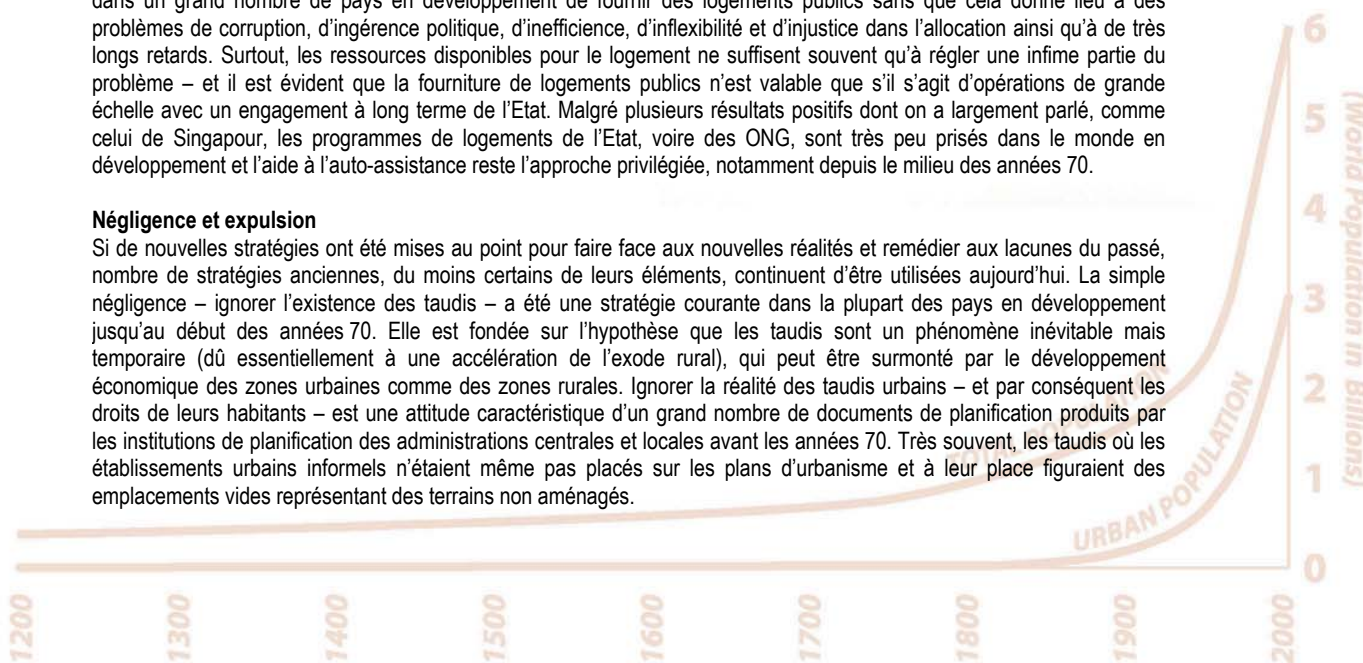 dans un grand nombre de pays en développement de fournir des logements publics sans que cela donne lieu à des
problèmes de corruption, d’ingérence politique, d’inefficience, d’inflexibilité et d’injustice dans l’allocation ainsi qu’à de très
longs retards. Surtout, les ressources disponibles pour le logement ne suffisent souvent qu’à régler une infime partie du
problème – et il est évident que la fourniture de logements publics n’est valable que s’il s’agit d’opérations de grande
échelle avec un engagement à long terme de l’Etat. Malgré plusieurs résultats positifs dont on a largement parlé, comme
celui de Singapour, les programmes de logements de l’Etat, voire des ONG, sont très peu prisés dans le monde en
développement et l’aide à l’auto-assistance reste l’approche privilégiée, notamment depuis le milieu des années 70.
Négligence et expulsion
Si de nouvelles stratégies ont été mises au point pour faire face aux nouvelles réalités et remédier aux lacunes du passé,
nombre de stratégies anciennes, du moins certains de leurs éléments, continuent d’être utilisées aujourd’hui. La simple
négligence – ignorer l’existence des taudis – a été une stratégie courante dans la plupart des pays en développement
jusqu’au début des années 70. Elle est fondée sur l’hypothèse que les taudis sont un phénomène inévitable mais
temporaire (dû essentiellement à une accélération de l’exode rural), qui peut être surmonté par le développement
économique des zones urbaines comme des zones rurales. Ignorer la réalité des taudis urbains – et par conséquent les
droits de leurs habitants – est une attitude caractéristique d’un grand nombre de documents de planification produits par
les institutions de planification des administrations centrales et locales avant les années 70. Très souvent, les taudis où les
établissements urbains informels n’étaient même pas placés sur les plans d’urbanisme et à leur place figuraient des
emplacements vides représentant des terrains non aménagés.
TOTAL POPULATION
URBAN POPULATION
6
5
4
3
2
1
0
(World Population in Billions)
1200
1300
1400
1500
1600
1700
1800
1900
2000